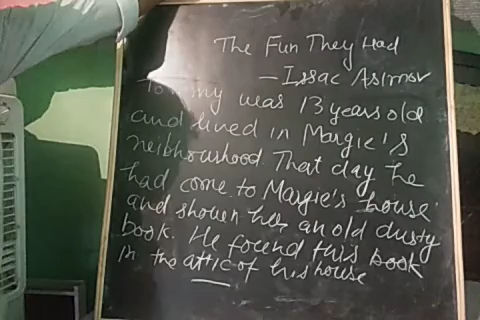 The Fun They Had
— Issac Asimov
Tommy was 13 years old
and lived in Margie's
neibhourhood. That day he
had come to Margie's house
and shown her an old dusty
book. He found this book
in the attic of his house